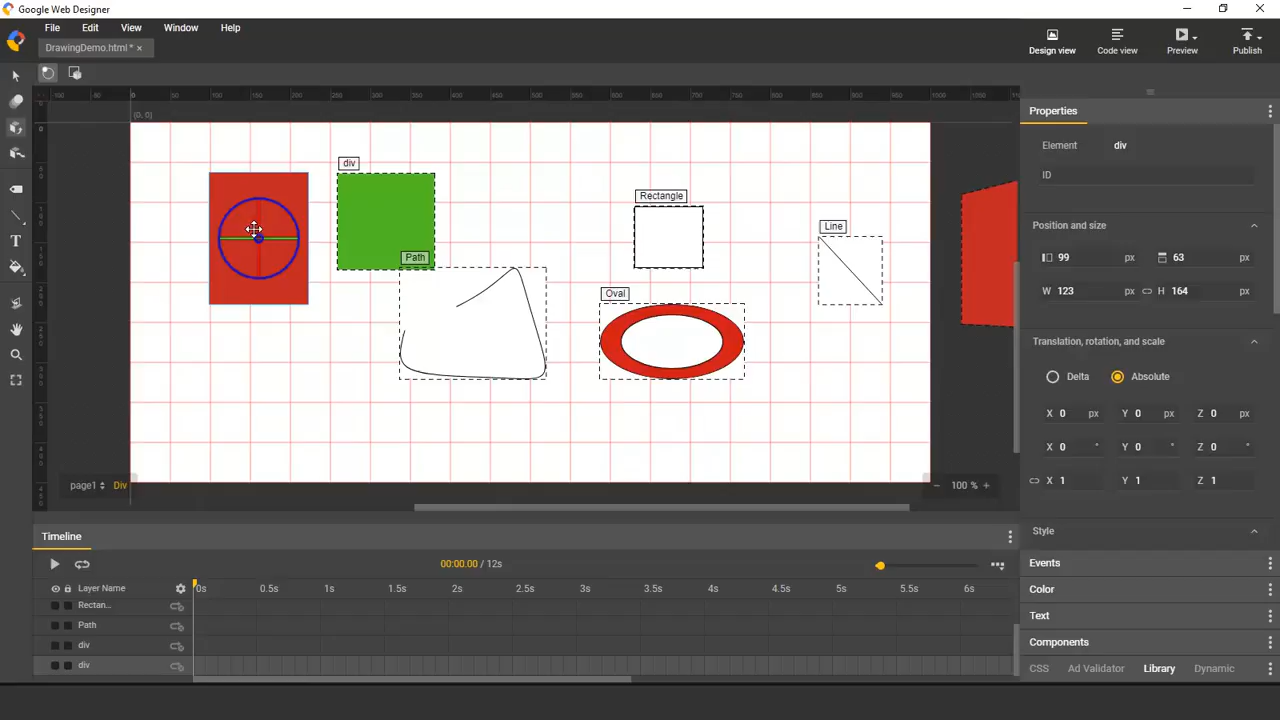 Google Web Designer
File Edit View Window Help
DrawingDemo.html * ×
Design view Code view Preview Publish
(0, 0)
div
Path
Rectangle
Oval
Line
page1 Div
100 %
Properties
Element div
ID
Position and size
99 px 63 px
W 123 px H 164 px
Translation, rotation, and scale
Delta Absolute
X 0 px Y 0 px Z 0 px
X 0 ° Y 0 ° Z 0 °
X 1 Y 1 Z 1
Style
Events
Color
Text
Components
CSS Ad Validator Library Dynamic
Timeline
00:00.00 / 12s
Layer Name 0s 0.5s 1s 1.5s 2s 2.5s 3s 3.5s 4s 4.5s 5s 5.5s 6s
Rectan...
Path
div
div